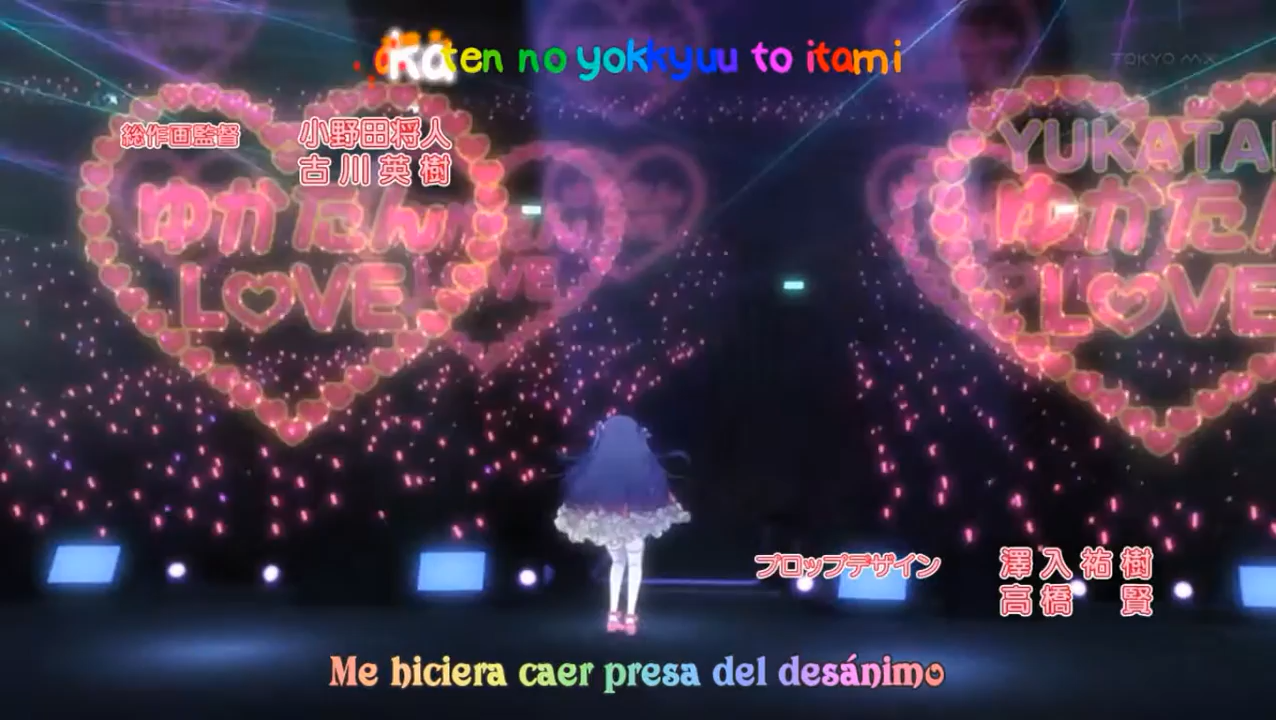 Katen no yokkyuu to itami
TOKYO MX
総作画監督
小野田将人
古川英樹
ゆかたん
LOVE
YUKATAN
ゆかたん
LOVE
プロップデザイン
澤入祐樹
高橋 賢
Me hiciera caer presa del desánimo